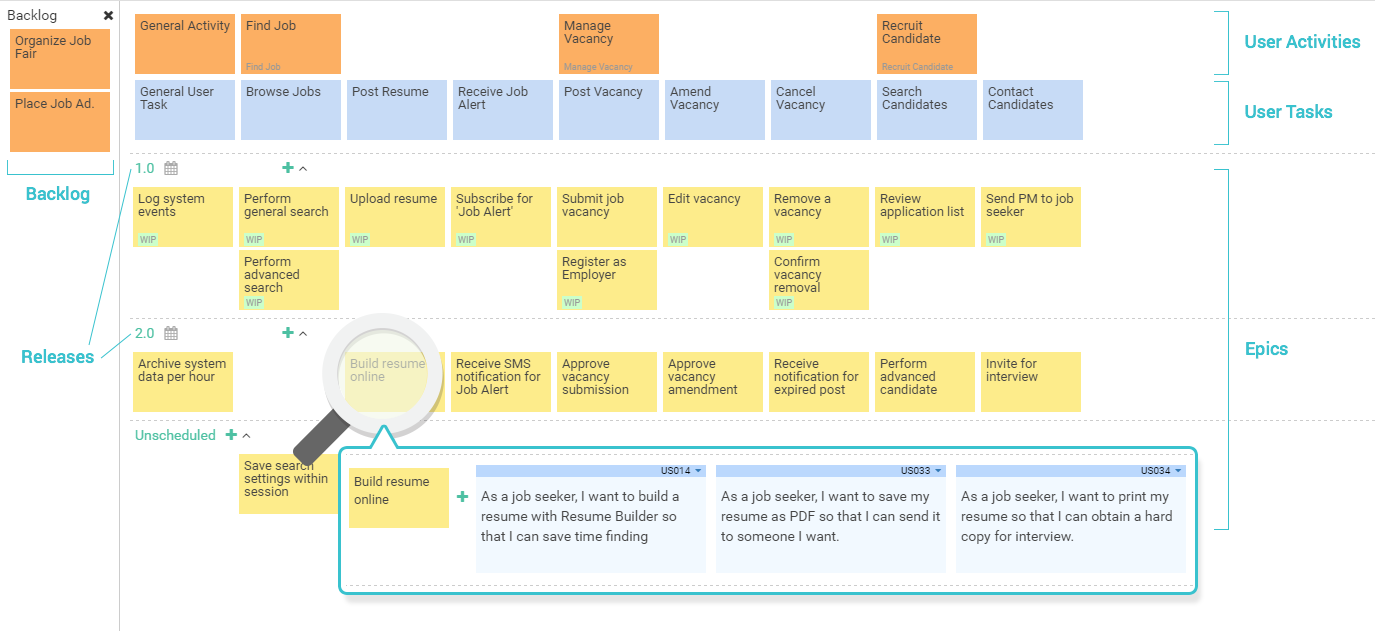 Backlog
Organize Job
Fair
Place Job Ad.
Backlog
Releases
General Activity
Find Job
Find Job
Manage
Vacancy
Manage Vacancy
Recruit
Candidate
Recruit Candidate
User Activities
General User
Task
Browse Jobs
Post Resume
Receive Job
Alert
Post Vacancy
Amend
Vacancy
Cancel
Vacancy
Search
Candidates
Contact
Candidates
User Tasks
1.0
Log system
events
WIP
Perform
general search
WIP
Upload resume
WIP
Subscribe for
'Job Alert'
WIP
Submit job
vacancy
Edit vacancy
WIP
Remove a
vacancy
WIP
Review
application list
WIP
Send PM to job
seeker
WIP
Perform
advanced
search
WIP
Register as
Employer
WIP
Confirm
vacancy
removal
WIP
2.0
Archive system
data per hour
Build resume
online
Receive SMS
notification for
Job Alert
Approve
vacancy
submission
Approve
vacancy
amendment
Receive
notification for
expired post
Perform
advanced
candidate
Invite for
interview
Epics
Unscheduled
Save search
settings within
session
Build resume
online
US014
As a job seeker, I want to build a
resume with Resume Builder so
that I can save time finding
US033
As a job seeker, I want to save my
resume as PDF so that I can send it
to someone I want.
US034
As a job seeker, I want to print my
resume so that I can obtain a hard
copy for interview.